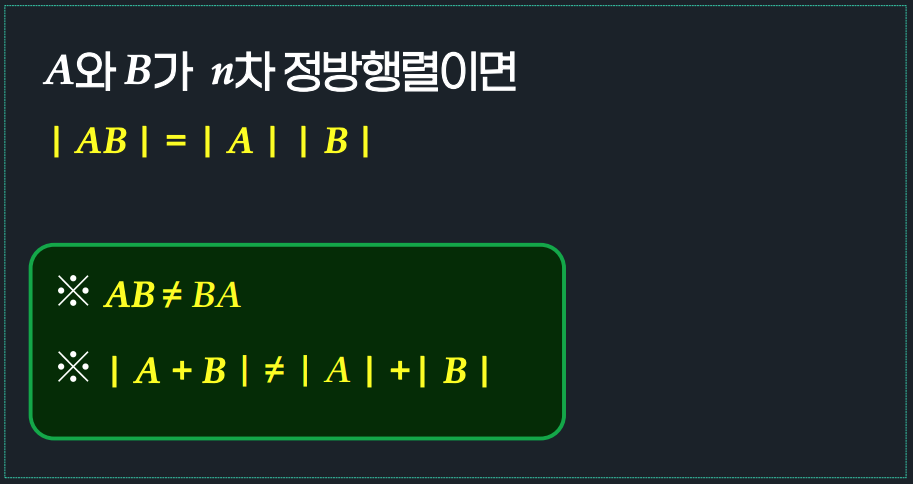 A와 B가 n차 정방행렬이면
| AB | = | A | | B |
※ AB ≠ BA
※ | A + B | ≠ | A | + | B |